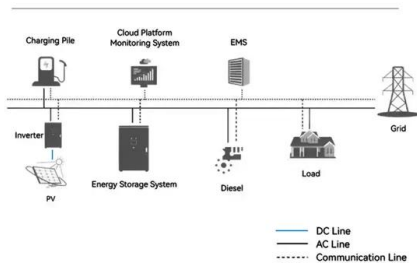 Charging Pile
Cloud Platform
Monitoring System
EMS
Grid
Inverter
PV
Energy Storage System
Diesel
Load
DC Line
AC Line
Communication Line